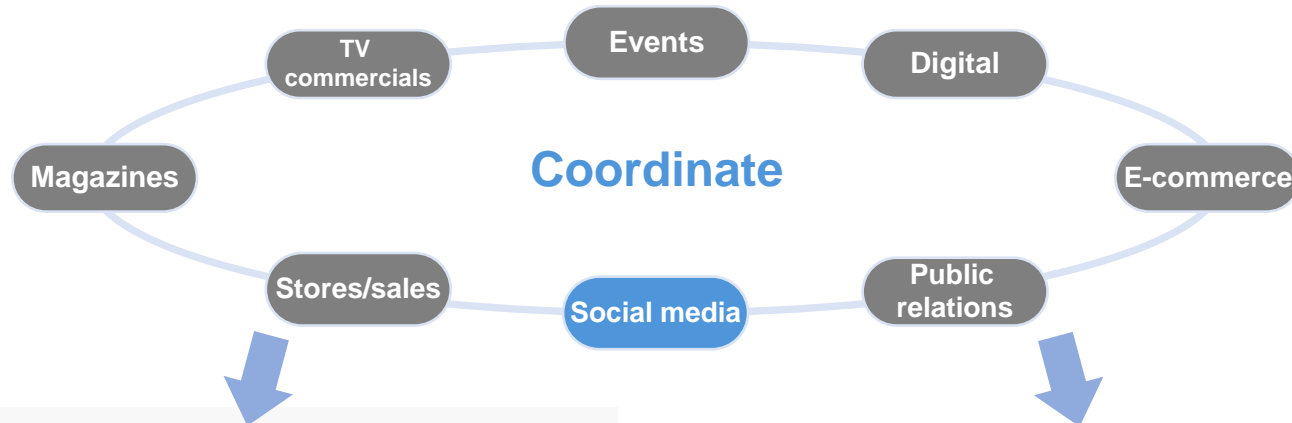 Events
TV
commercials
Digital
Coordinate
Magazines
E-commerce
Stores/sales
Social media
Public
relations